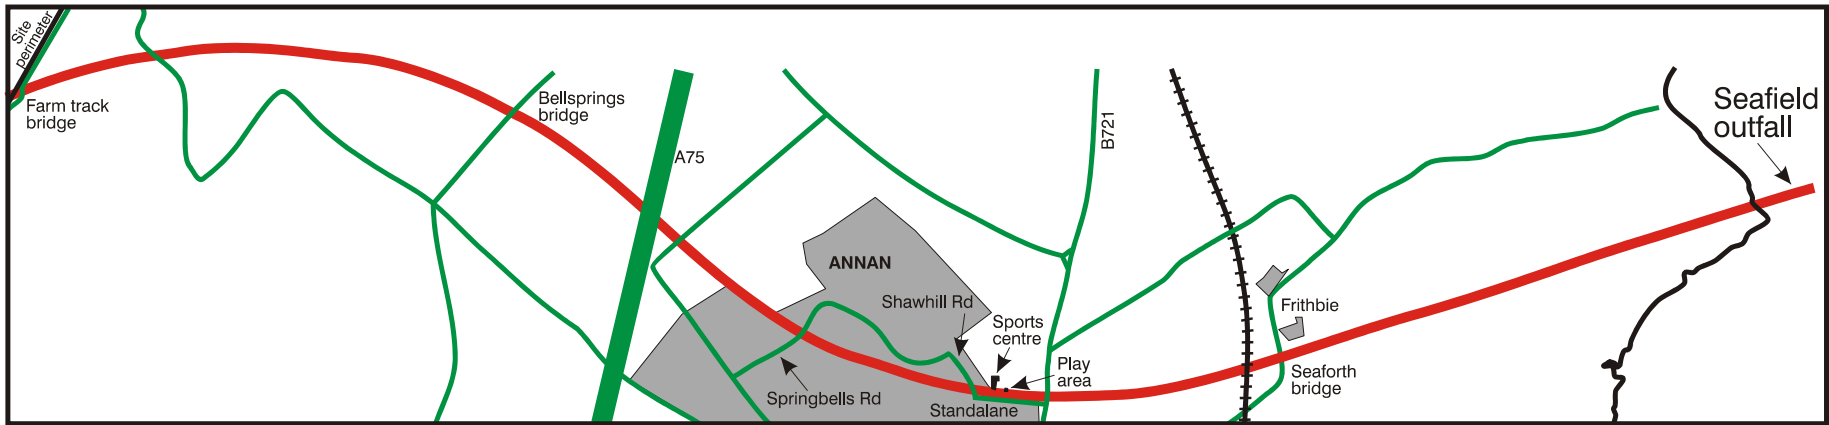 Site
perimeter
Farm track
bridge
Bellsprings
bridge
A75
ANNAN
Shawhill Rd
Sports
centre
Play
area
Springbells Rd
Standalane
B721
Frithbie
Seaforth
bridge
Seafield
outfall